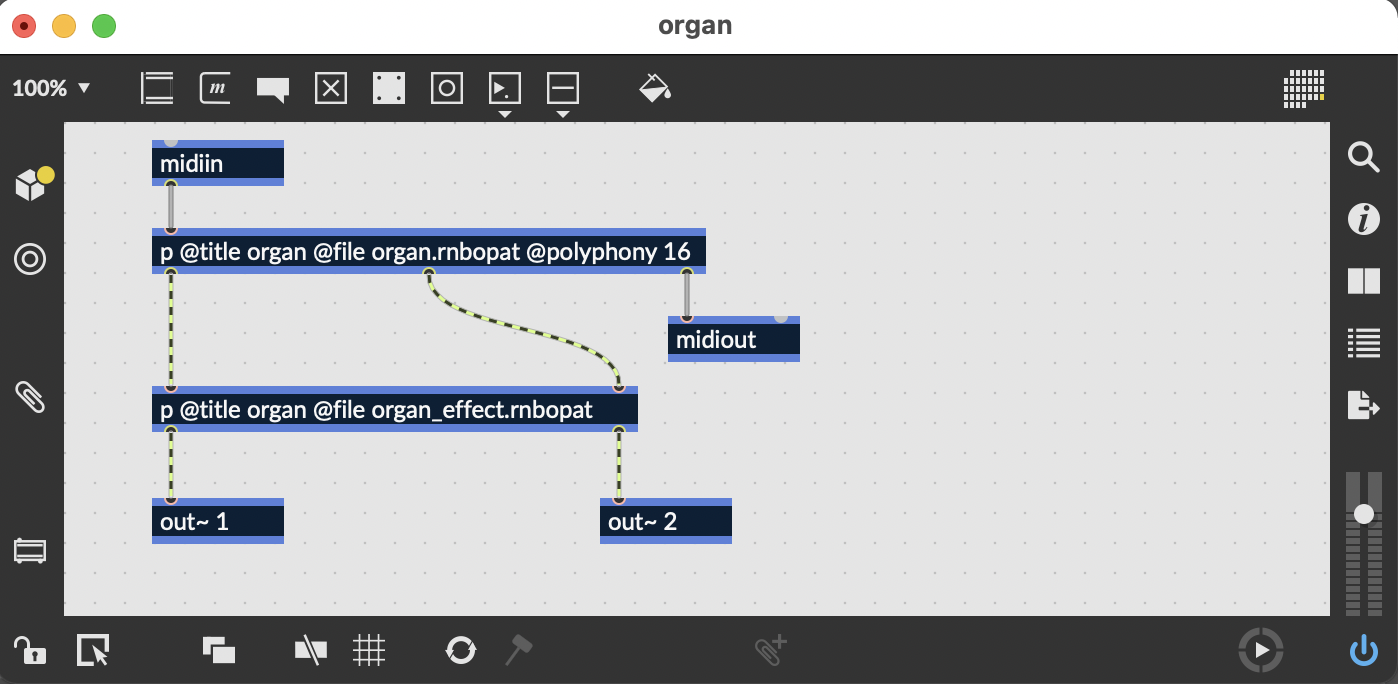 organ
100%
m
midiin
p @title organ @file organ.rnbopat @polyphony 16
midiout
p @title organ @file organ_effect.rnbopat
out~ 1
out~ 2